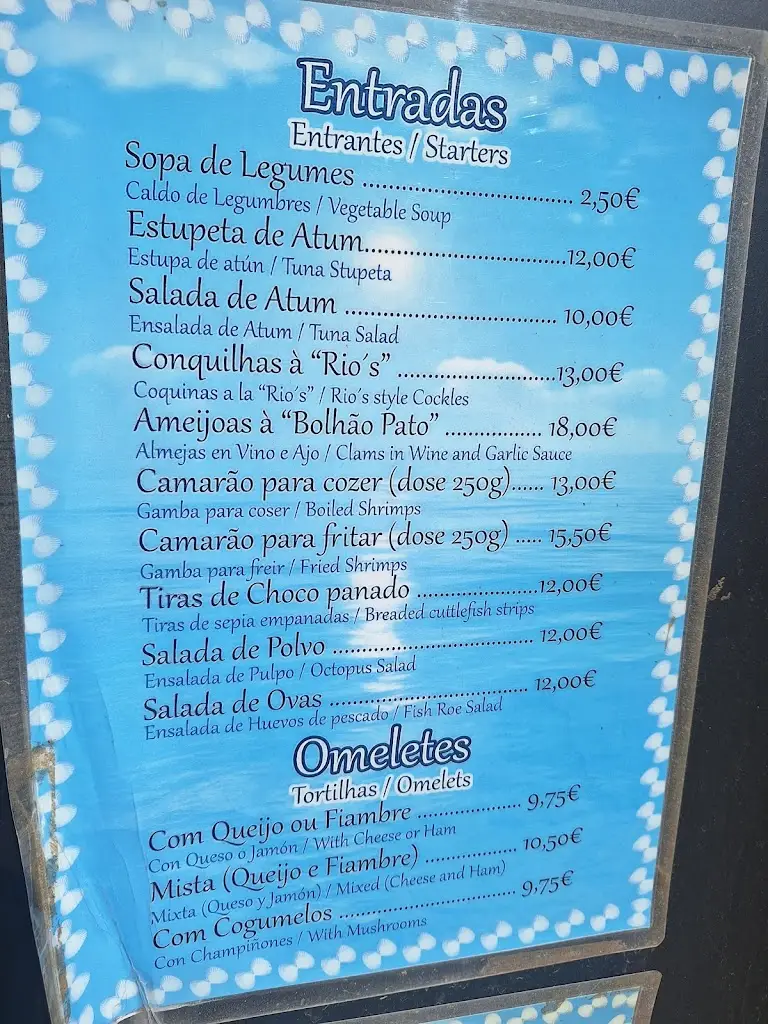 Entradas
Entrantes / Starters
Sopa de Legumes ................................. 2,50€
Caldo de Legumbres / Vegetable Soup
Estupeta de Atum................................12,00€
Estupa de atún / Tuna Stupeta
Salada de Atum ................................. 10,00€
Ensalada de Atum / Tuna Salad
Conquilhas à “Rio´s” .........................13,00€
Coquinas a la “Rio´s” / Rio´s style Cockles
Ameijoas à “Bolhão Pato” ............... 18,00€
Almejas en Vino e Ajo / Clams in Wine and Garlic Sauce
Camarão para cozer (dose 250g)...... 13,00€
Gamba para coser / Boiled Shrimps
Camarão para fritar (dose 250g) ..... 15,50€
Gamba para freir / Fried Shrimps
Tiras de Choco panado ....................12,00€
Tiras de sepia empanadas / Breaded cuttlefish strips
Salada de Polvo ................................. 12,00€
Ensalada de Pulpo / Octopus Salad
Salada de Ovas ................................. 12,00€
Ensalada de Huevos de pescado / Fish Roe Salad
Omeletes
Tortilhas / Omelets
Com Queijo ou Fiambre .................. 9,75€
Con Queso o Jamón / With Cheese or Ham
Mista (Queijo e Fiambre) ................ 10,50€
Mixta (Queso y Jamón) / Mixed (Cheese and Ham)
Com Cogumelos ............................... 9,75€
Con Champiñones / With Mushrooms